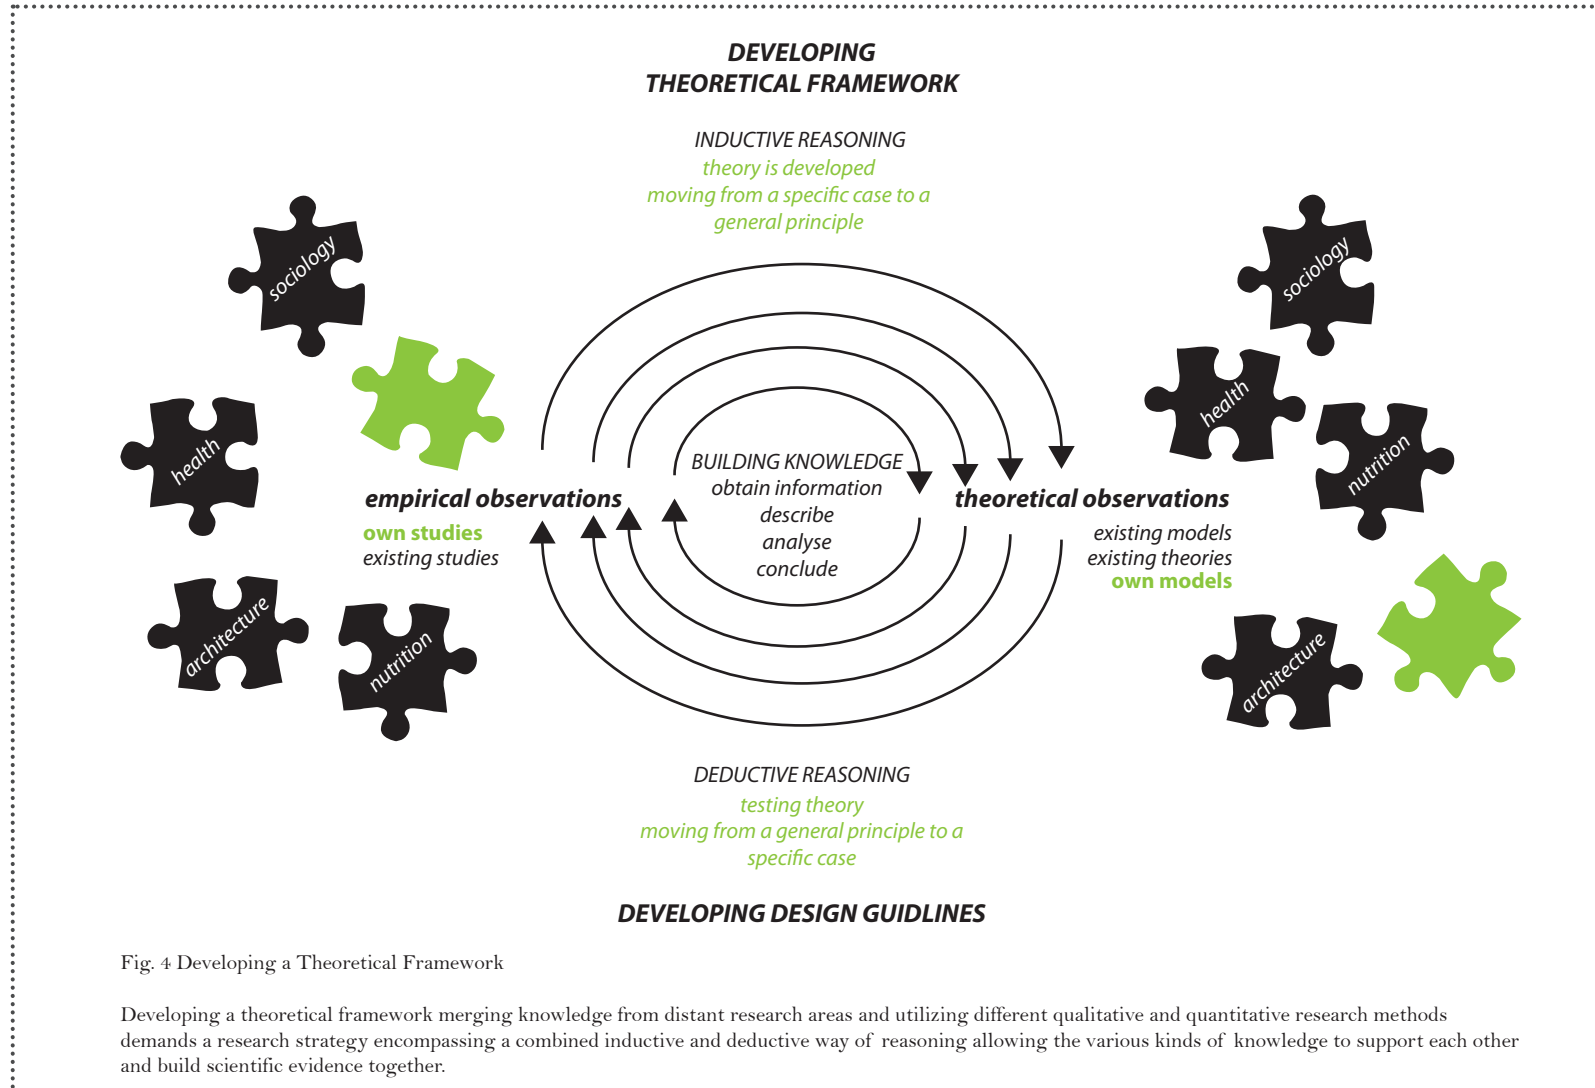 DEVELOPING
THEORETICAL FRAMEWORK
INDUCTIVE REASONING
theory is developed
moving from a specific case to a
general principle
sociology
health
architecture
nutrition
empirical observations
own studies
existing studies
BUILDING KNOWLEDGE
obtain information
describe
analyse
conclude
theoretical observations
existing models
existing theories
own models
sociology
health
nutrition
architecture
DEDUCTIVE REASONING
testing theory
moving from a general principle to a
specific case
DEVELOPING DESIGN GUIDLINES
Fig. 4 Developing a Theoretical Framework
Developing a theoretical framework merging knowledge from distant research areas and utilizing different qualitative and quantitative research methods
demands a research strategy encompassing a combined inductive and deductive way of reasoning allowing the various kinds of knowledge to support each other
and build scientific evidence together.